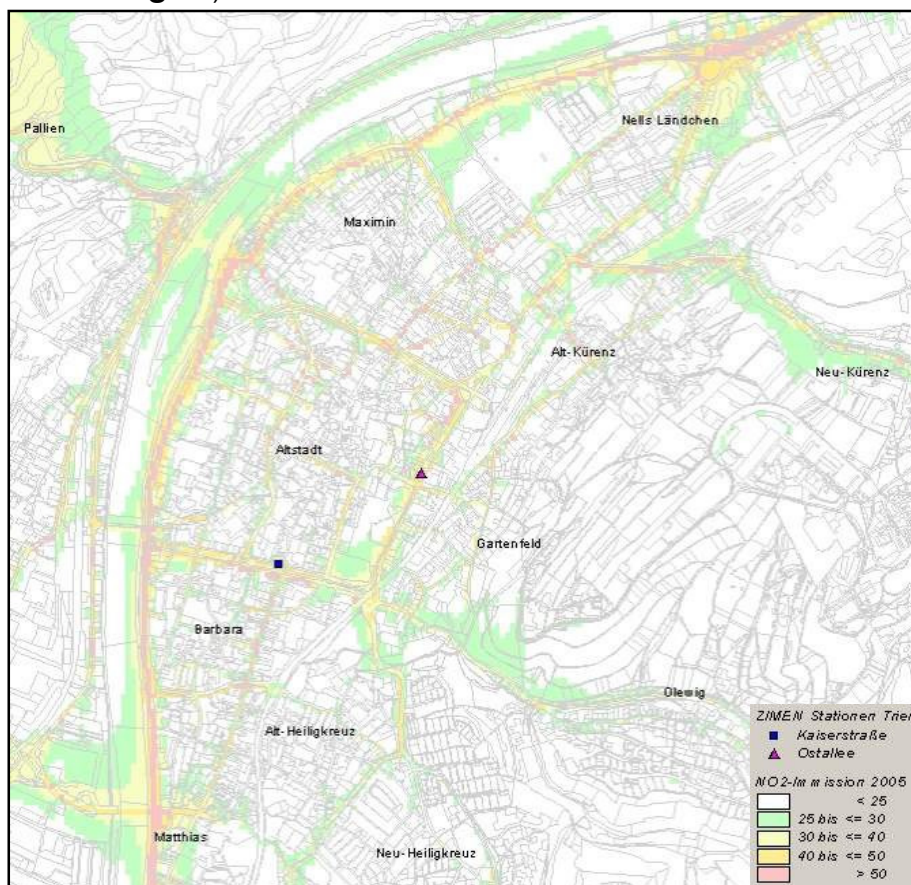 Nells Ländchen
Pallien
Maximin
Alt-Kürenz
Neu-Kürenz
Altstadt
Gartenfeld
Barbara
Olewig
Alt-Heiligkreuz
Matthias
Neu-Heiligkreuz
ZIMEN Stationen Trier
Kaiserstraße
Ostallee
NO2-Immission 2005
< 25
25 bis <= 30
30 bis <= 40
40 bis <= 50
> 50